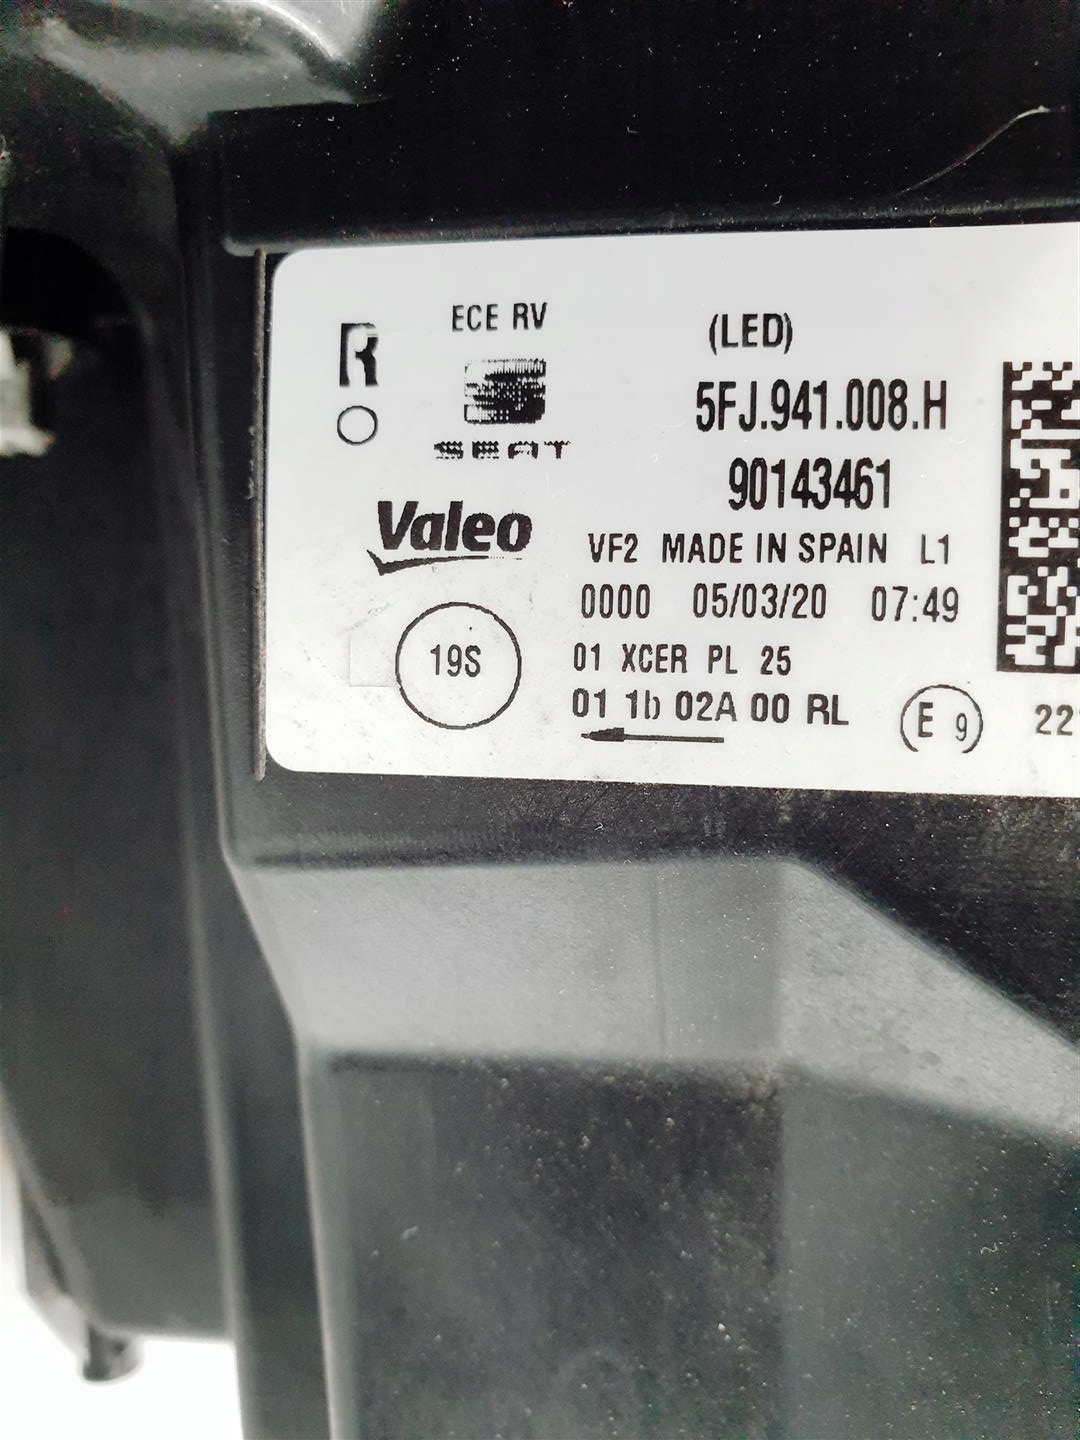 R
ECE RV
(LED)
SEAT
5FJ.941.008.H
90143461
Valeo
VF2 MADE IN SPAIN L1
0000 05/03/20 07:49
19S
01 XCER PL 25
01 1b 02A 00 RL
E 9
22